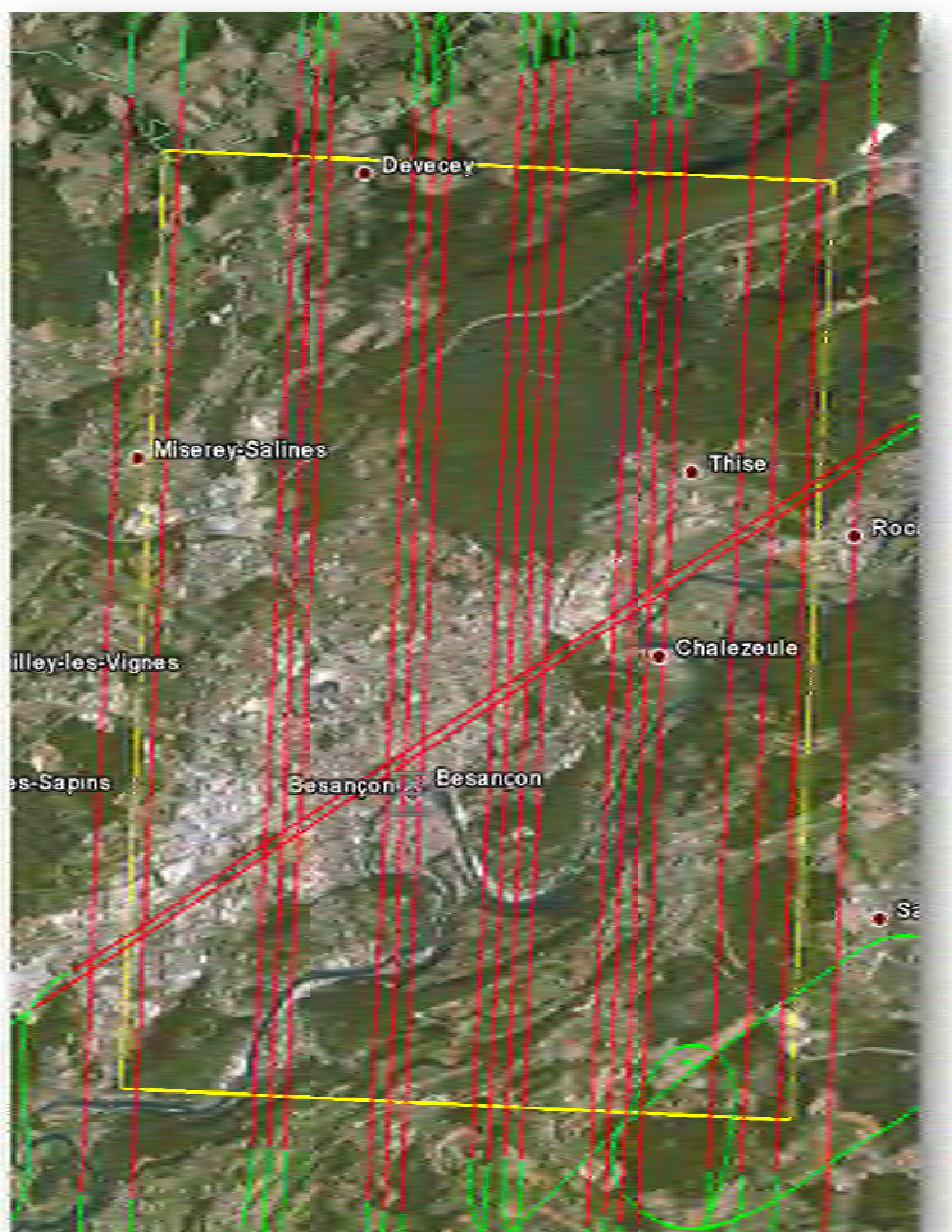 Devecey
Miserey-Salines
Thise
Roc
Chalezeule
illey-les-Vignes
es-Sapins
Besançon
Besançon
Sa